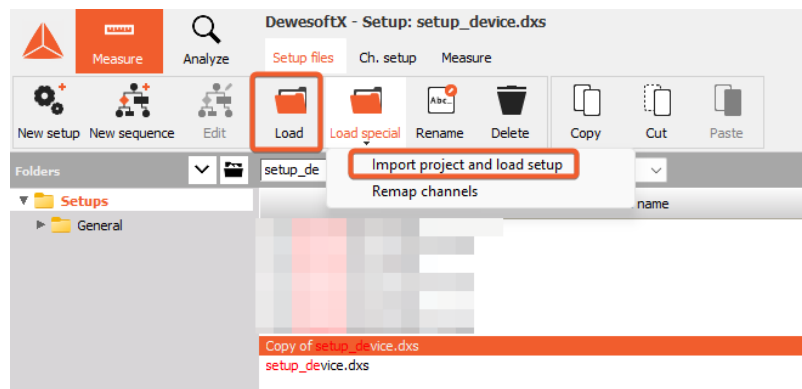 DewesoftX - Setup: setup_device.dxs
Measure Analyze Setup files Ch. setup Measure
New setup New sequence Edit Load Load special Rename Delete Copy Cut Paste
Abc...
Folders setup_de Import project and load setup
Remap channels
Setups name
General
Copy of setup_device.dxs
setup_device.dxs